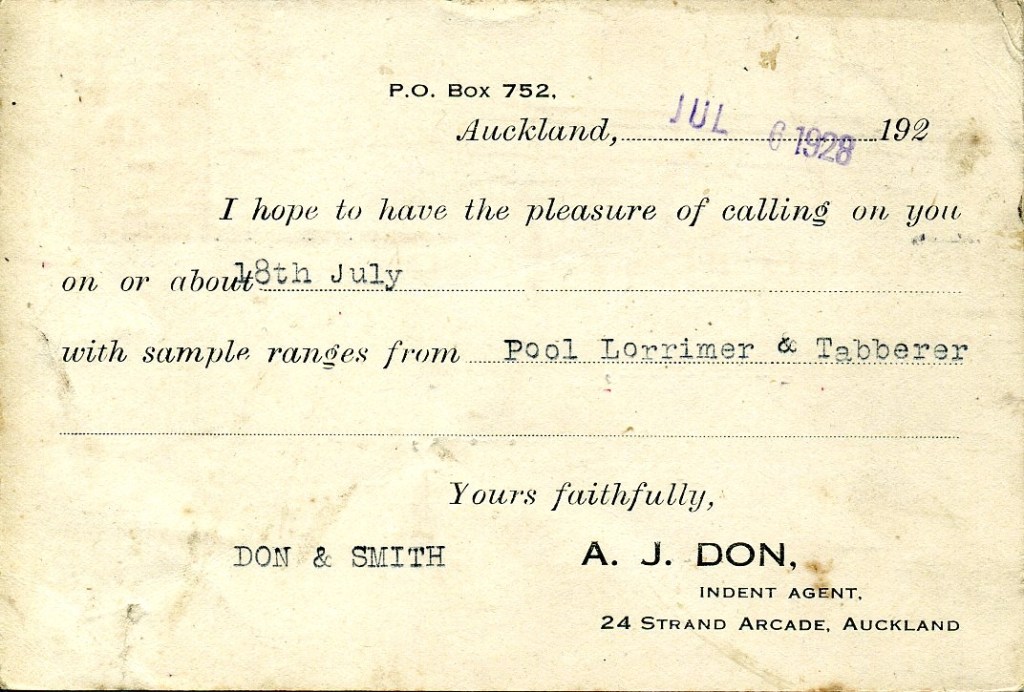 P.O. Box 752,
Auckland, JUL 6 1928 192
I hope to have the pleasure of calling on you
on or about 18th July
with sample ranges from Pool Lorrimer & Tabberer
Yours faithfully,
DON & SMITH A. J. DON,
INDENT AGENT,
24 STRAND ARCADE, AUCKLAND